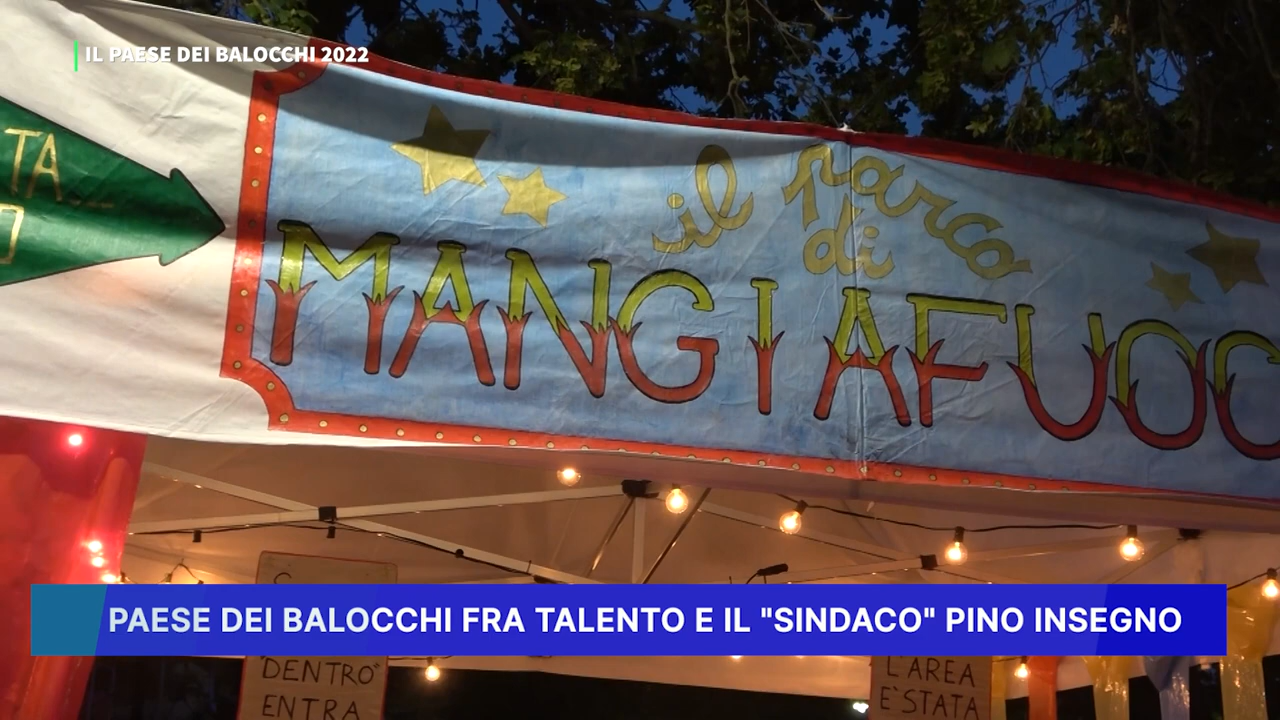 IL PAESE DEI BALOCCHI 2022
TA
il parco
di
MANGIAFUOC
PAESE DEI BALOCCHI FRA TALENTO E IL "SINDACO" PINO INSEGNO
DENTRO
ENTRA
L'AREA
E'STATA